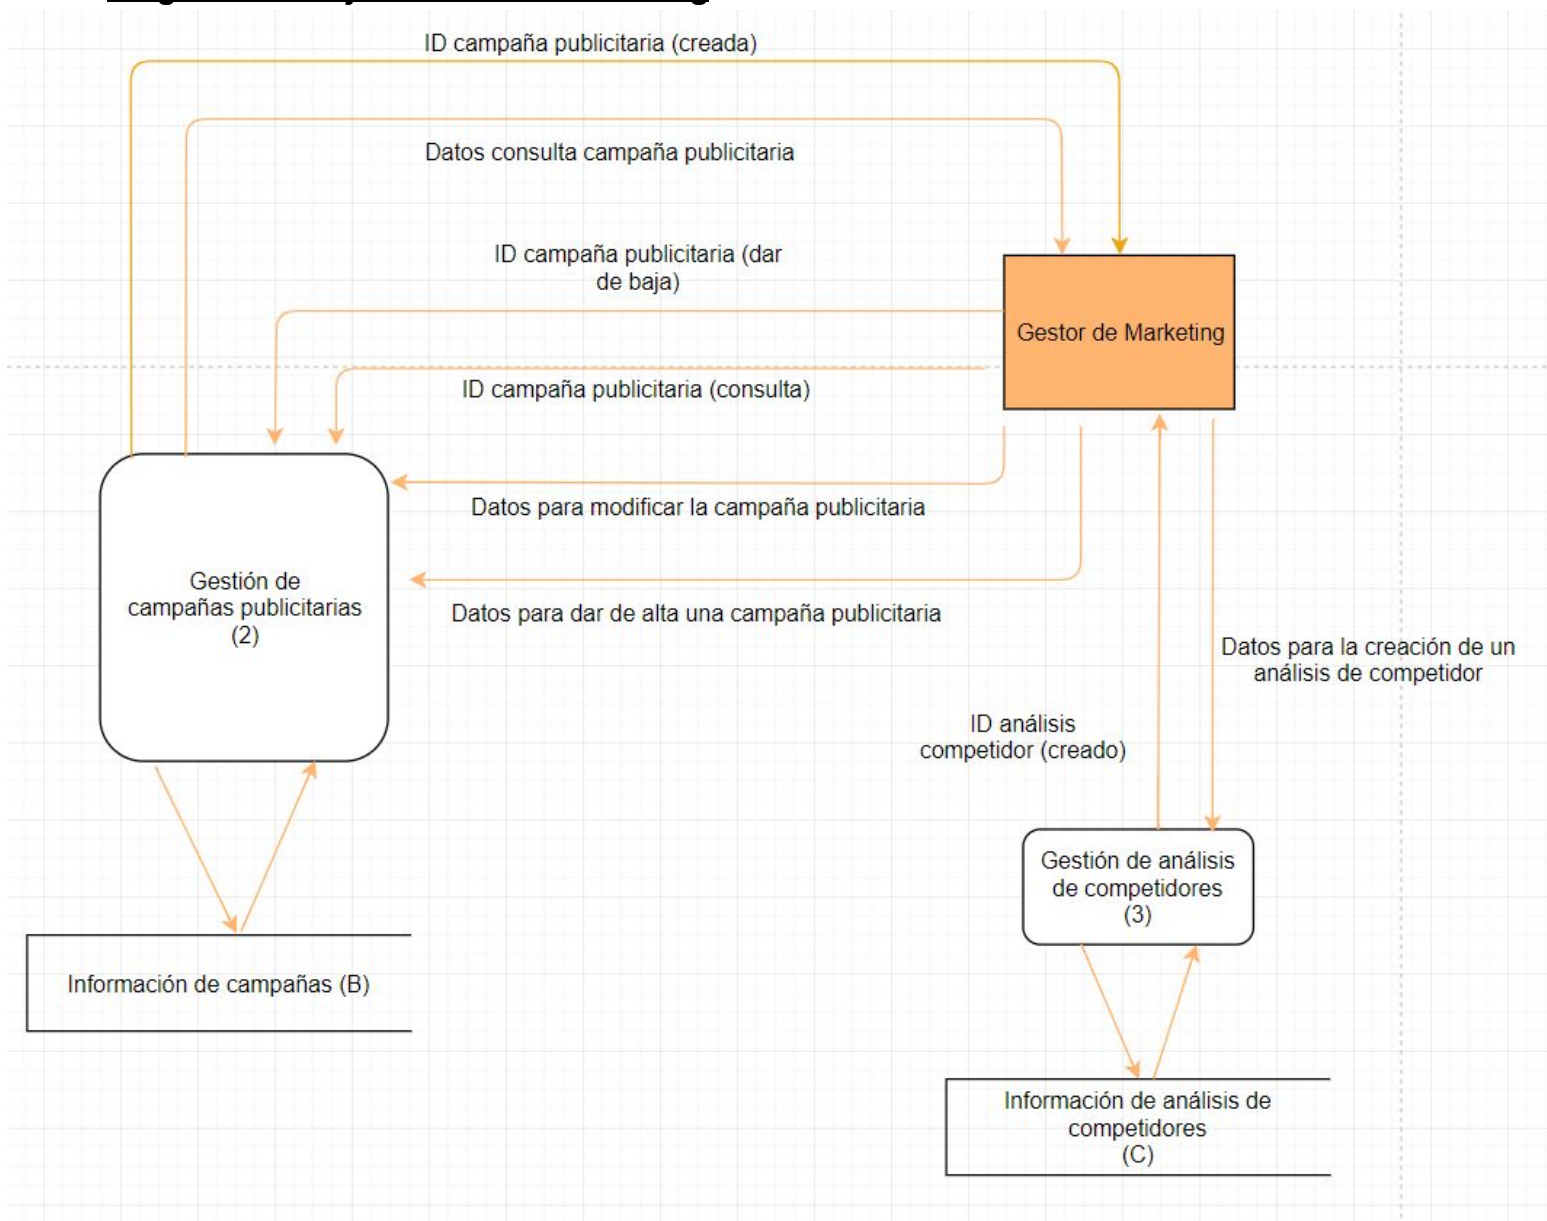 ID campaña publicitaria (creada)
Datos consulta campaña publicitaria
ID campaña publicitaria (dar
de baja)
Gestor de Marketing
ID campaña publicitaria (consulta)
Datos para modificar la campaña publicitaria
Gestión de
campañas publicitarias
(2)
Datos para dar de alta una campaña publicitaria
Datos para la creación de un
análisis de competidor
ID análisis
competidor (creado)
Gestión de análisis
de competidores
(3)
Información de campañas (B)
Información de análisis de
competidores
(C)